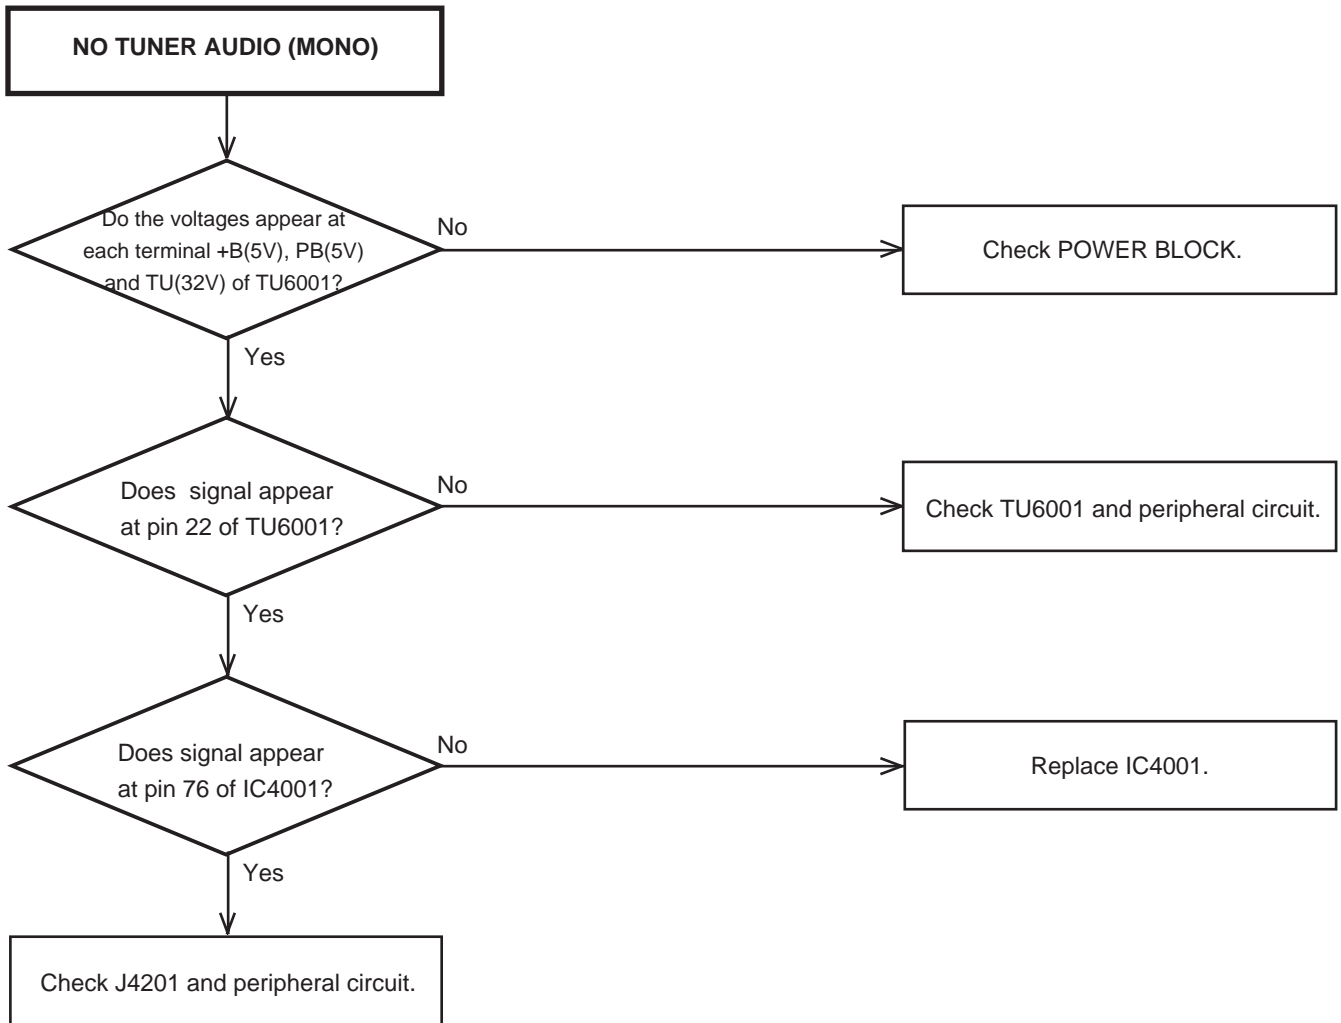 NO TUNER AUDIO (MONO)
Do the voltages appear at
each terminal +B(5V), PB(5V)
and TU(32V) of TU6001?
No
Check POWER BLOCK.
Yes
Does signal appear
at pin 22 of TU6001?
No
Check TU6001 and peripheral circuit.
Yes
Does signal appear
at pin 76 of IC4001?
No
Replace IC4001.
Yes
Check J4201 and peripheral circuit.